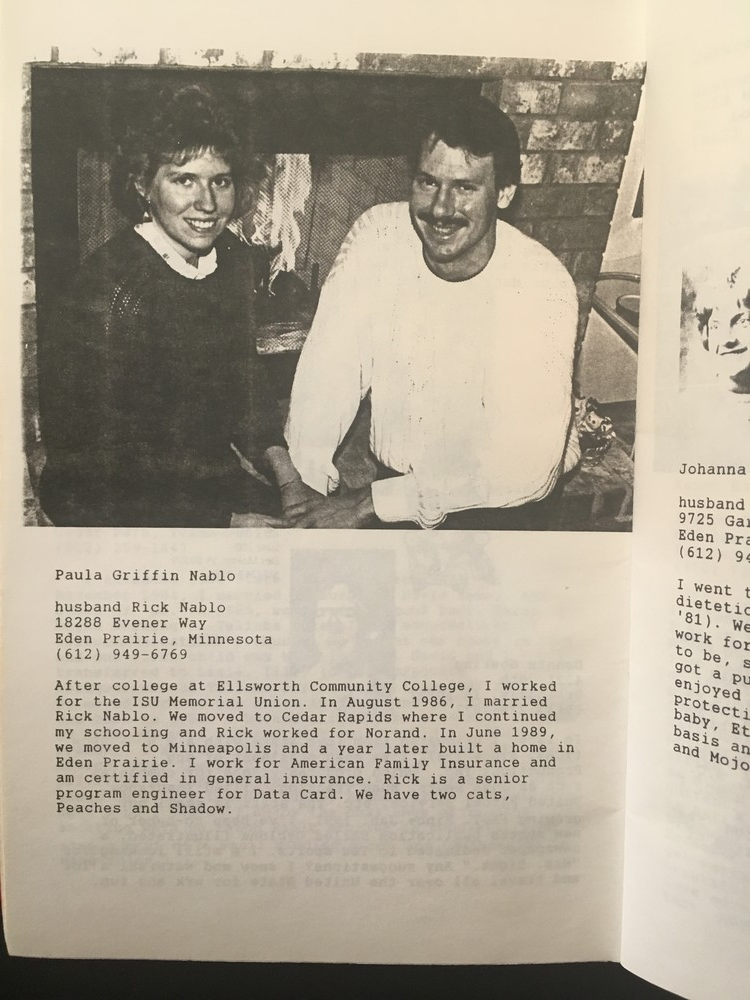 Paula Griffin Nablo
husband Rick Nablo
18288 Evener Way
Eden Prairie, Minnesota
(612) 949-6769
After college at Ellsworth Community College, I worked
for the ISU Memorial Union. In August 1986, I married
Rick Nablo. We moved to Cedar Rapids where I continued
my schooling and Rick worked for Norand. In June 1989,
we moved to Minneapolis and a year later built a home in
Eden Prairie. I work for American Family Insurance and
am certified in general insurance. Rick is a senior
program engineer for Data Card. We have two cats,
Peaches and Shadow.
Johanna
husband
9725
Eden
(612)
I went
'81). We
work for
to be,
got a
enjoyed
baby,
basis
and Mojo